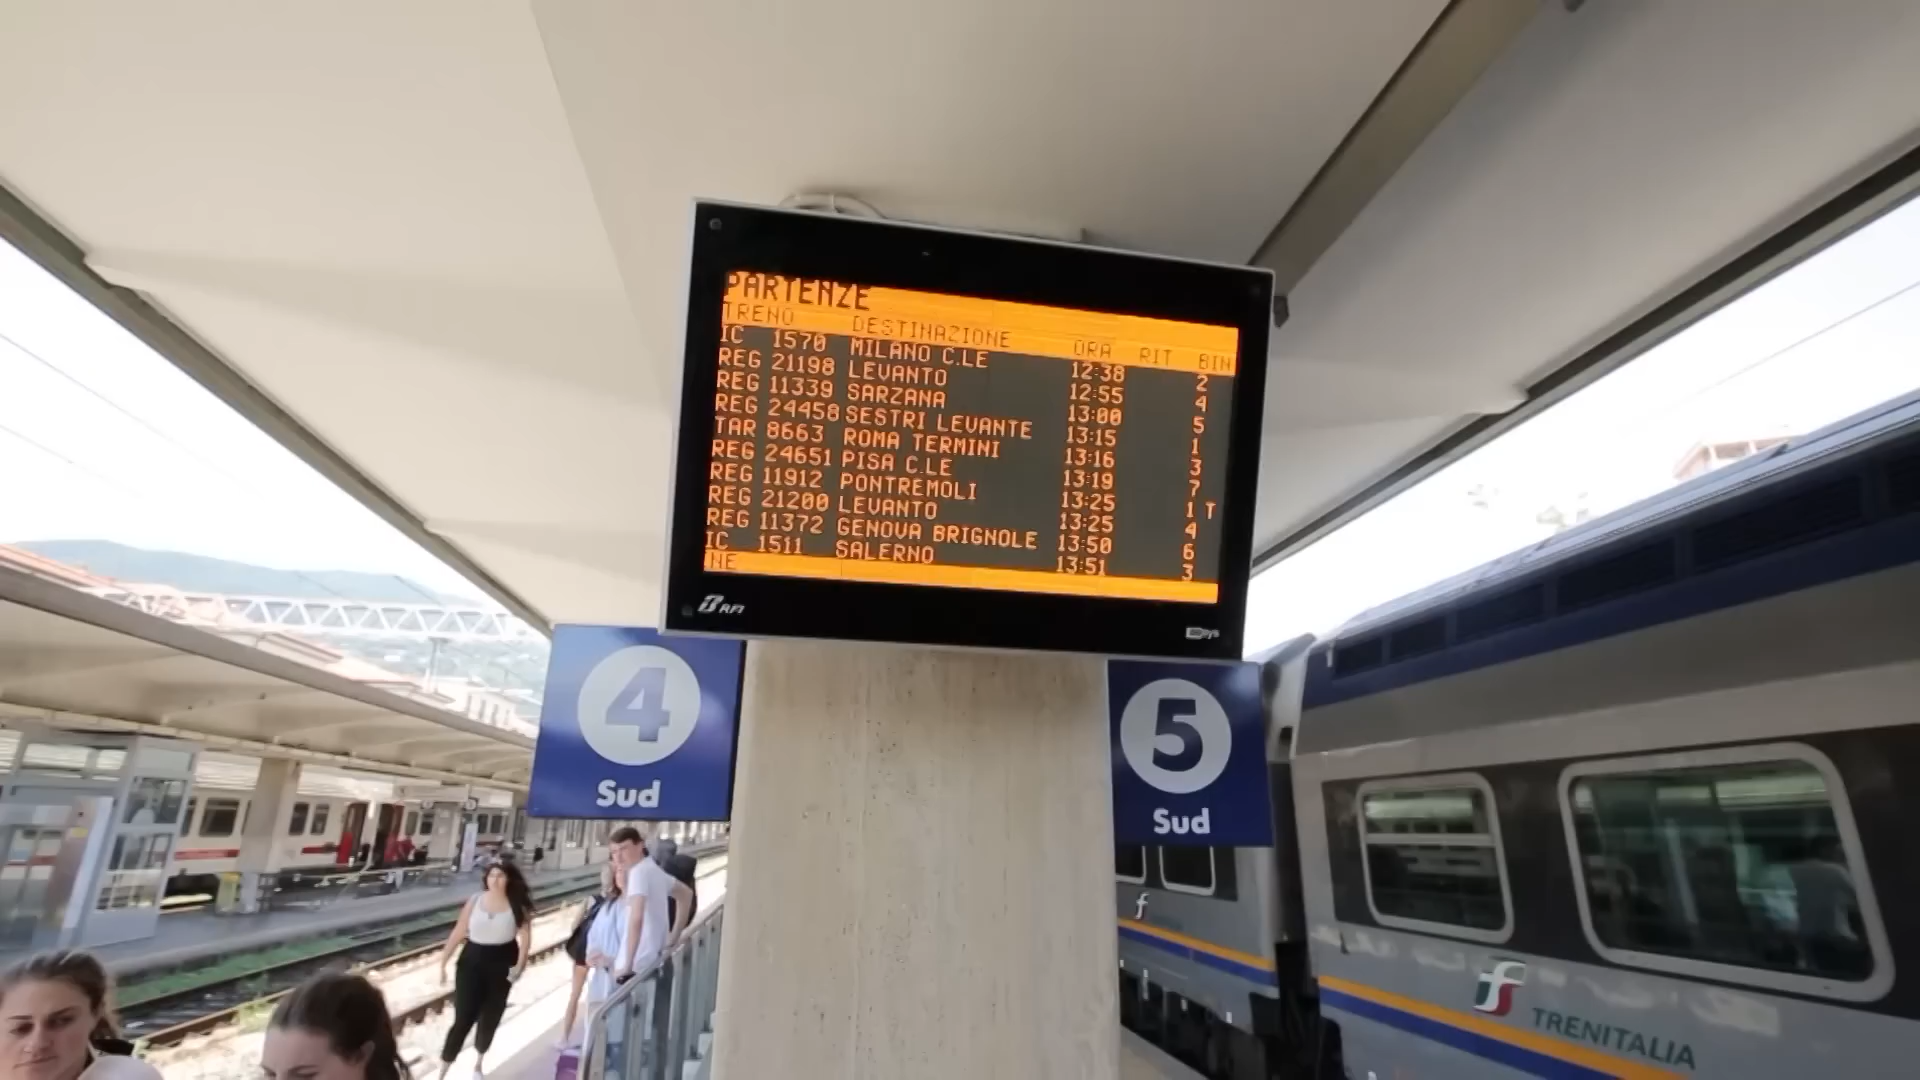 PARTENZE
TRENO DESTINAZIONE ORA RIT BIN
IC 1570 MILANO C.LE 12:38 2
REG 21198 LEVANTO 12:55 4
REG 11339 SARZANA 13:00 5
REG 24458 SESTRI LEVANTE 13:15 1
TAR 8663 ROMA TERMINI 13:16 3
REG 24651 PISA C.LE 13:19 7
REG 11912 PONTREMOLI 13:25 1 T
REG 21200 LEVANTO 13:25 4
REG 11372 GENOVA BRIGNOLE 13:50 6
IC 1511 SALERNO 13:51 3
NE
RFI
4
Sud
5
Sud
TRENITALIA